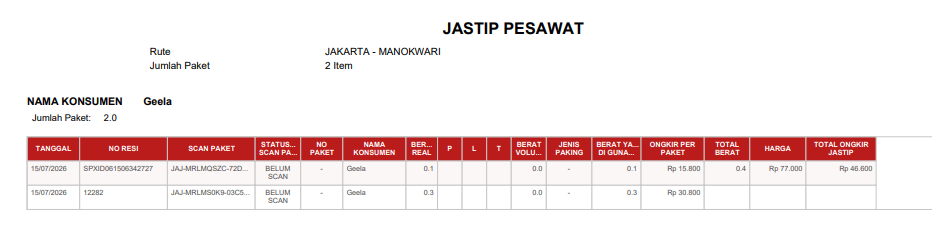 JASTIP PESAWAT
Rute JAKARTA - MANOKWARI
Jumlah Paket 2 Item
NAMA KONSUMEN Geela
Jumlah Paket: 2.0
TANGGAL NO RESI SCAN PAKET STATUS... SCAN PA... NO PAKET NAMA KONSUMEN BER... REAL P L T BERAT VOLU... JENIS PAKING BERAT YA... DI GUNA... ONGKIR PER PAKET TOTAL BERAT HARGA TOTAL ONGKIR JASTIP
15/07/2026 SPXID061506342727 JAJ-MRLMQSZC-72D... BELUM SCAN - Geela 0.1 0.0 - 0.1 Rp 15.800 0.4 Rp 77.000 Rp 46.600
15/07/2026 12282 JAJ-MRLMS0K9-03C5... BELUM SCAN - Geela 0.3 0.0 - 0.3 Rp 30.800